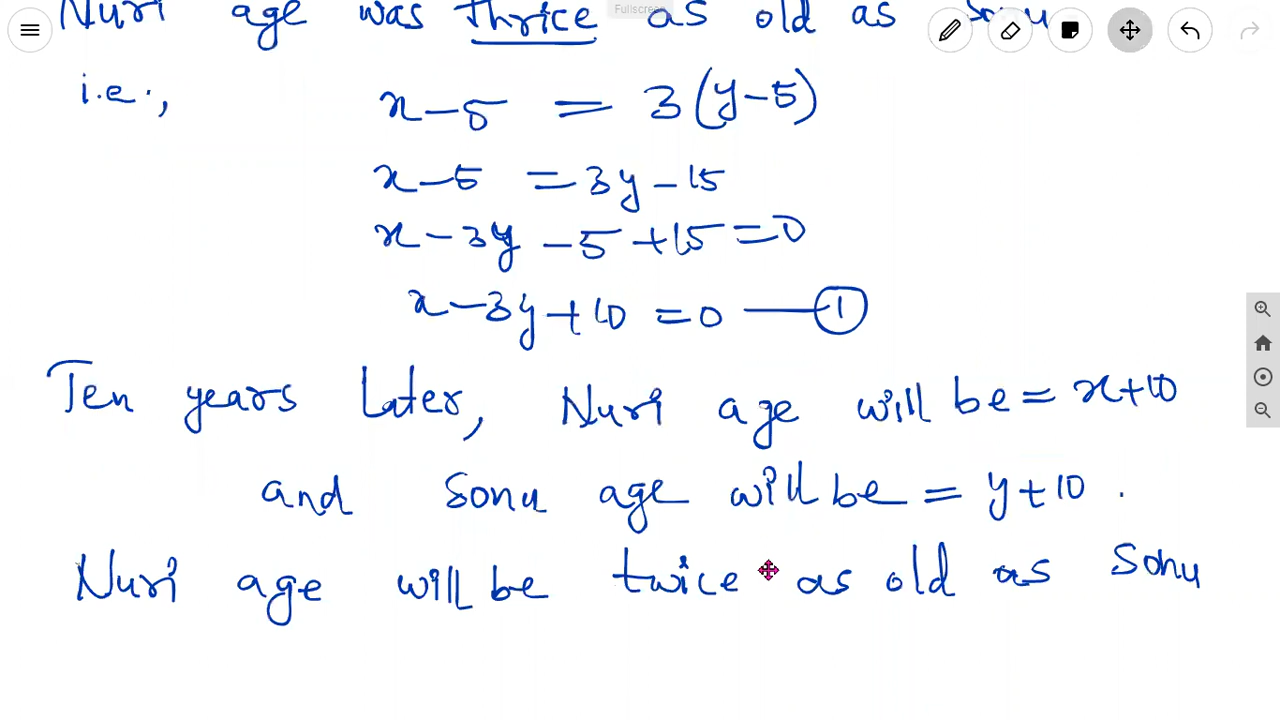 Nuri age was thrice as old as Sonu
Fullscreen
i.e., x-5 = 3(y-5)
x-5 = 3y-15
x-3y-5+15=0
x-3y+10=0 — 1
Ten years Later, Nuri age will be = x+10
and Sonu age will be = y+10.
Nuri age will be twice as old as Sonu